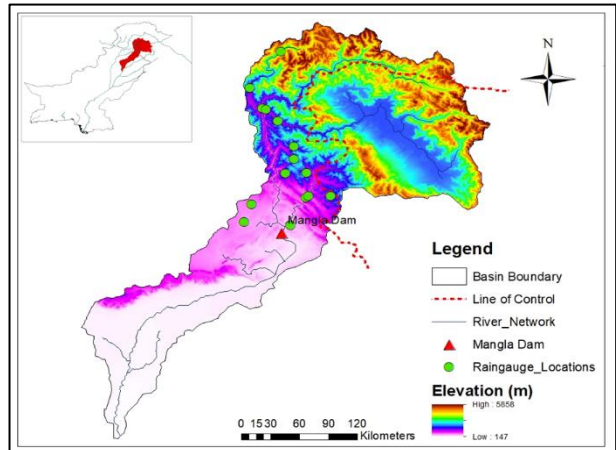 N
Mangla Dam
Legend
Basin Boundary
Line of Control
River_Network
Mangla Dam
Raingauge_Locations
Elevation (m)
High : 5858
Low : 147
0 15 30 60 90 120
Kilometers